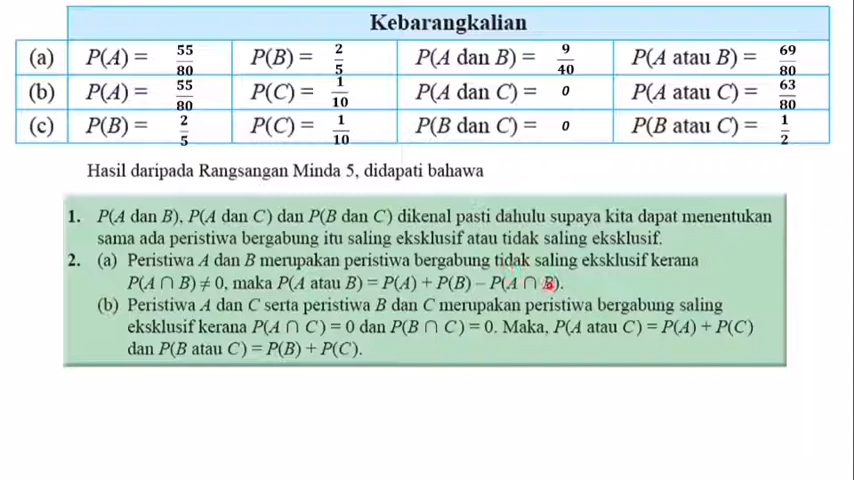 Kebarangkalian
(a) P(A) = 55/80 P(B) = 2/5 P(A dan B) = 9/40 P(A atau B) = 69/80
(b) P(A) = 55/80 P(C) = 1/10 P(A dan C) = 0 P(A atau C) = 63/80
(c) P(B) = 2/5 P(C) = 1/10 P(B dan C) = 0 P(B atau C) = 1/2
Hasil daripada Rangsangan Minda 5, didapati bahawa
1. P(A dan B), P(A dan C) dan P(B dan C) dikenal pasti dahulu supaya kita dapat menentukan
sama ada peristiwa bergabung itu saling eksklusif atau tidak saling eksklusif.
2. (a) Peristiwa A dan B merupakan peristiwa bergabung tidak saling eksklusif kerana
P(A ∩ B) ≠ 0, maka P(A atau B) = P(A) + P(B) – P(A ∩ B).
(b) Peristiwa A dan C serta peristiwa B dan C merupakan peristiwa bergabung saling
eksklusif kerana P(A ∩ C) = 0 dan P(B ∩ C) = 0. Maka, P(A atau C) = P(A) + P(C)
dan P(B atau C) = P(B) + P(C).